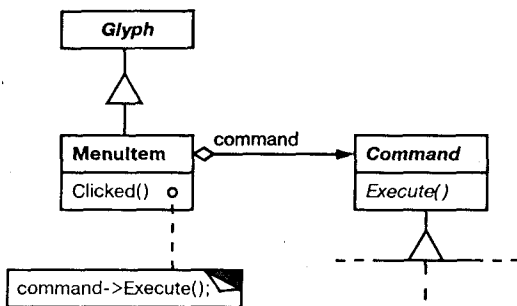 Glyph
command
MenuItem
Command
Clicked()
Execute()
command->Execute();